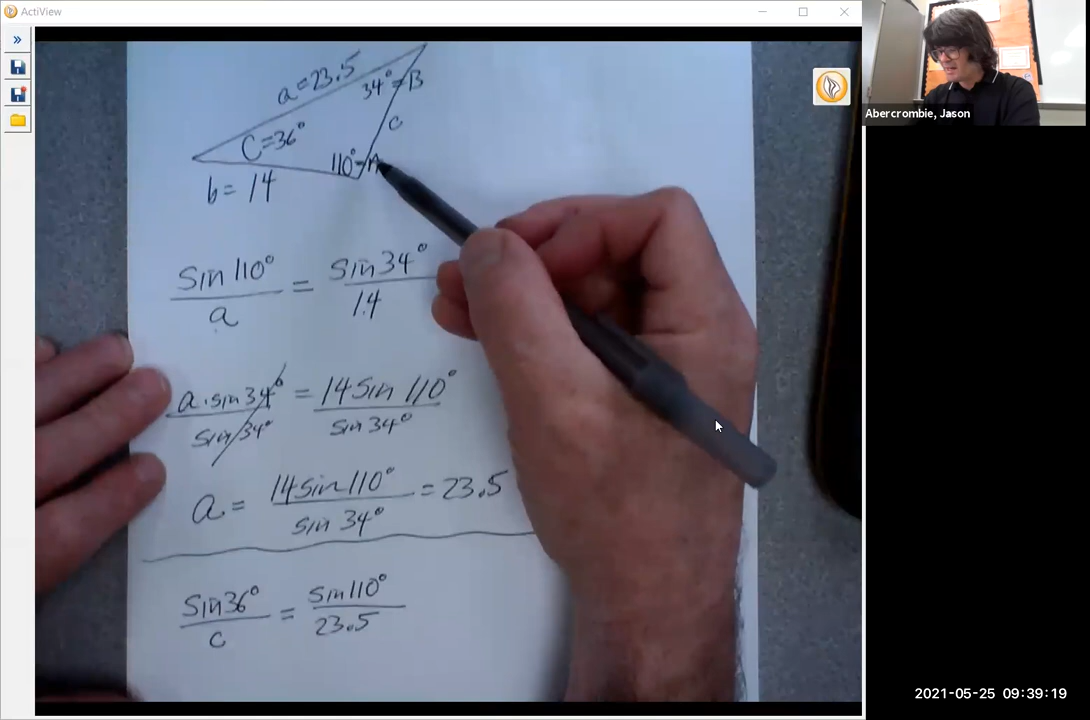 ActiView
a=23.5
34°=B
C=36°
c
110°=A
b=14
Abercrombie, Jason
sin 110° = sin 34°
a 14
a·sin 34° = 14 sin 110°
sin 34° sin 34°
a = 14 sin 110° = 23.5
sin 34°
sin 36° = sin 110°
c 23.5
2021-05-25 09:39:19